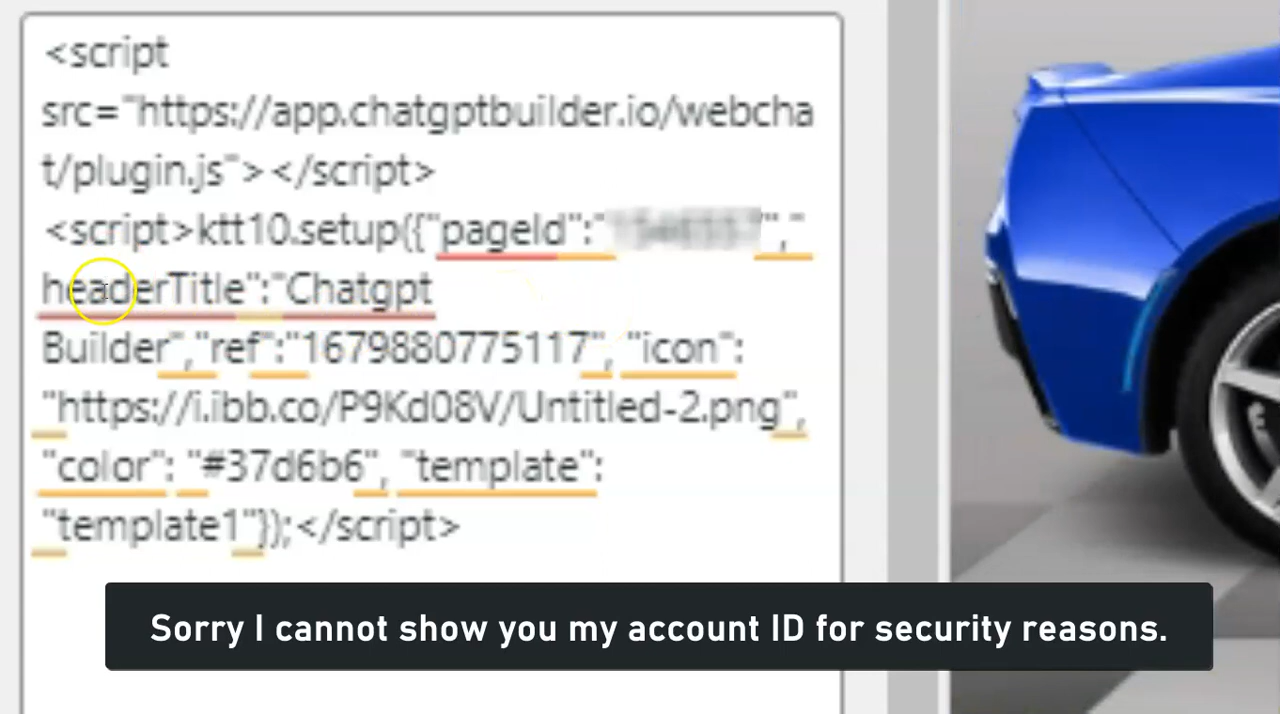 <script
src="https://app.chatgptbuilder.io/webcha
t/plugin.js"></script>
<script>ktt10.setup({"pageId":"","
headerTitle":"Chatgpt
Builder","ref":"1679880775117", "icon":
"https://i.ibb.co/P9Kd08V/Untitled-2.png",
"color": "#37d6b6", "template":
"template1"});</script>
Sorry I cannot show you my account ID for security reasons.